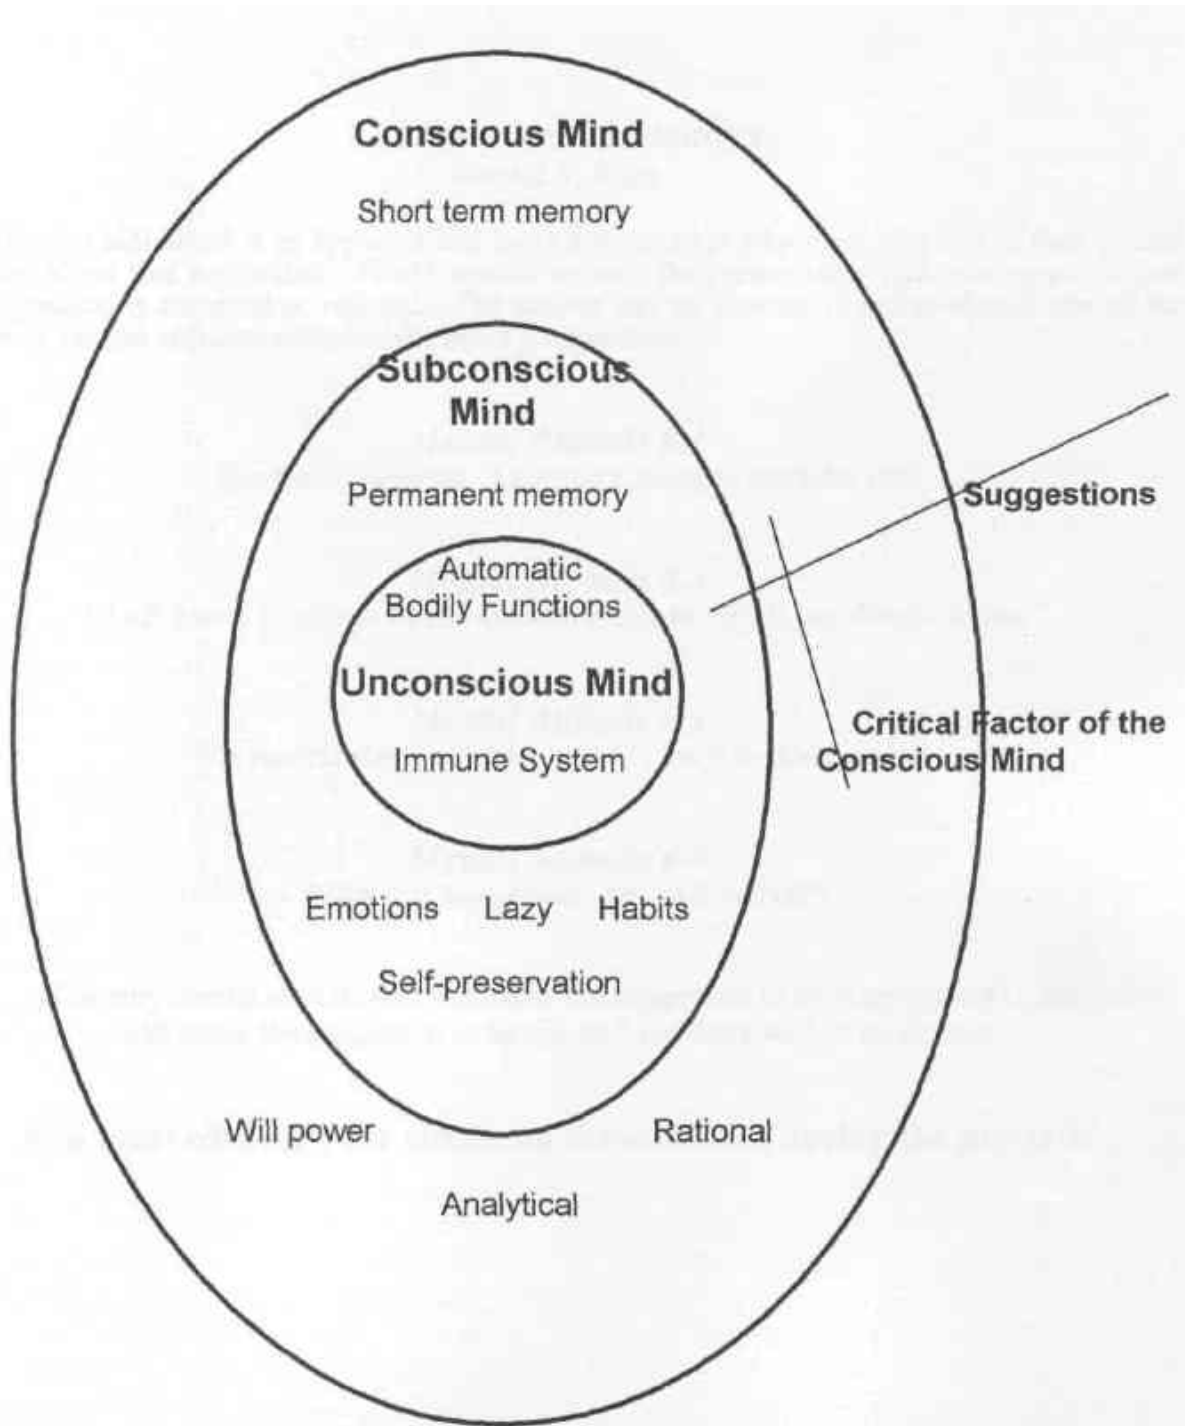 Conscious Mind
Short term memory
Subconscious
Mind
Permanent memory
Suggestions
Automatic
Bodily Functions
Unconscious Mind
Critical Factor of the
Conscious Mind
Immune System
Emotions Lazy Habits
Self-preservation
Will power
Rational
Analytical